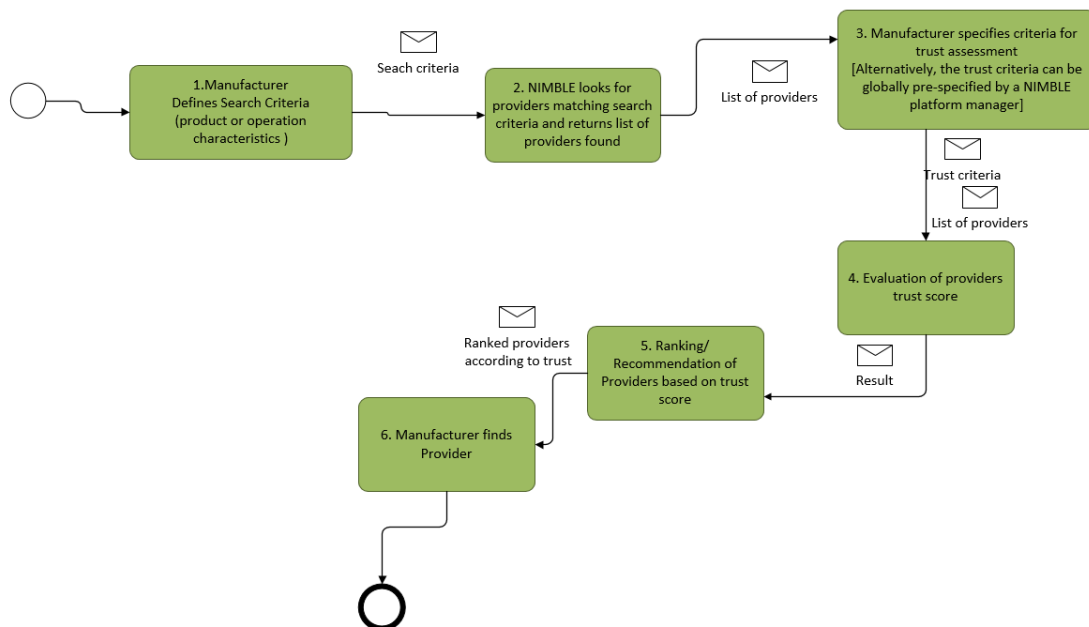 Seach criteria
1.Manufacturer
Defines Search Criteria
(product or operation
characteristics )
2. NIMBLE looks for
providers matching search
criteria and returns list of
providers found
List of providers
3. Manufacturer specifies criteria for
trust assessment
[Alternatively, the trust criteria can be
globally pre-specified by a NIMBLE
platform manager]
Trust criteria
List of providers
4. Evaluation of providers
trust score
Result
5. Ranking/
Recommendation of
Providers based on trust
score
Ranked providers
according to trust
6. Manufacturer finds
Provider